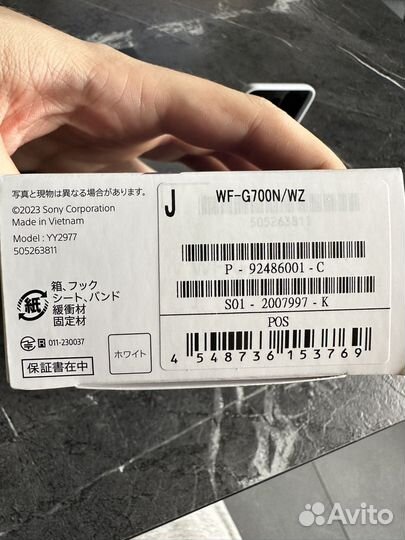 写真と現物は異なる場合があります。
©2023 Sony Corporation
Made in Vietnam
Model : YY2977
505263811
紙
箱、フック
シート、バンド
緩衝材
固定材
R 011-230037
ホワイト
保証書在中
J
WF-G700N/WZ
505263811
P - 92486001 - C
S01 - 2007997 - K
POS
4 548736 153769
Avito